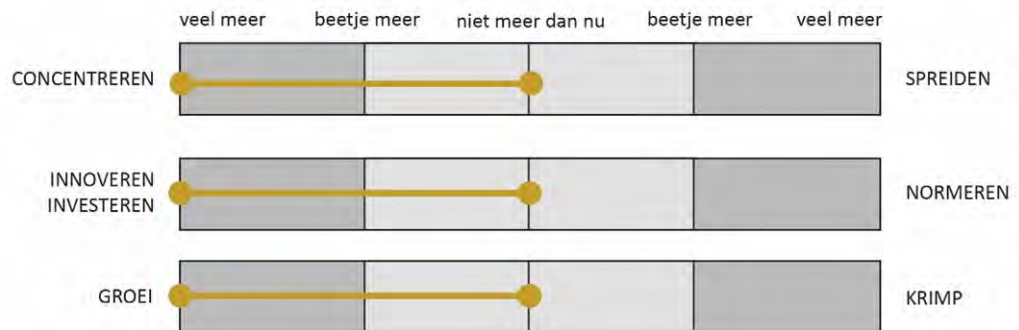 veel meer beetje meer niet meer dan nu beetje meer veel meer
CONCENTREREN SPREIDEN
INNOVEREN
INVESTEREN NORMEREN
GROEI KRIMP